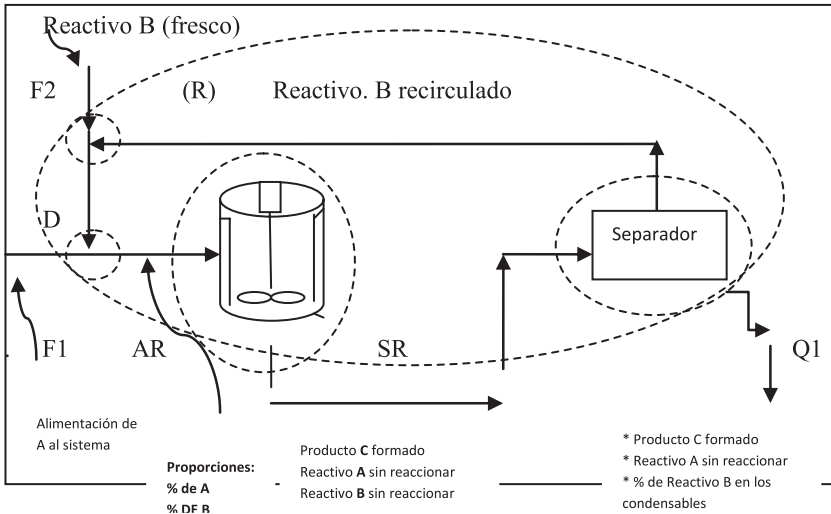 Reactivo B (fresco)
F2
(R)
Reactivo. B recirculado
D
Separador
F1
AR
SR
Q1
Alimentación de
A al sistema
Proporciones:
% de A
% DE B
Producto C formado
Reactivo A sin reaccionar
Reactivo B sin reaccionar
* Producto C formado
* Reactivo A sin reaccionar
* % de Reactivo B en los
condensables